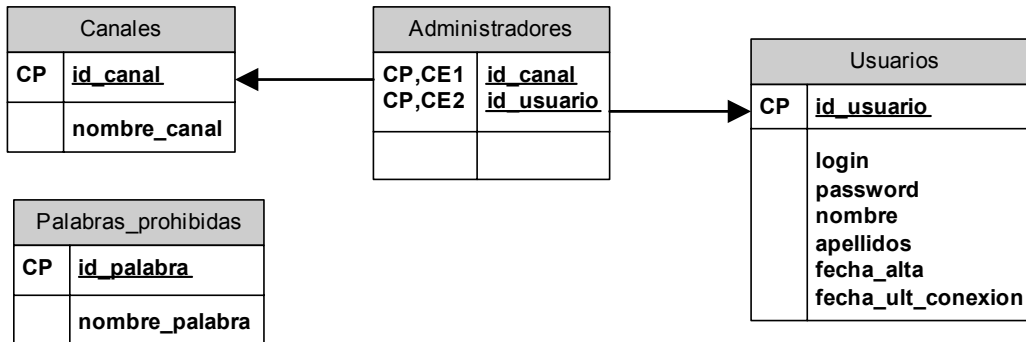 Canales
CP id_canal
nombre_canal
Administradores
CP,CE1 id_canal
CP,CE2 id_usuario
Usuarios
CP id_usuario
login
password
nombre
apellidos
fecha_alta
fecha_ult_conexion
Palabras_prohibidas
CP id_palabra
nombre_palabra